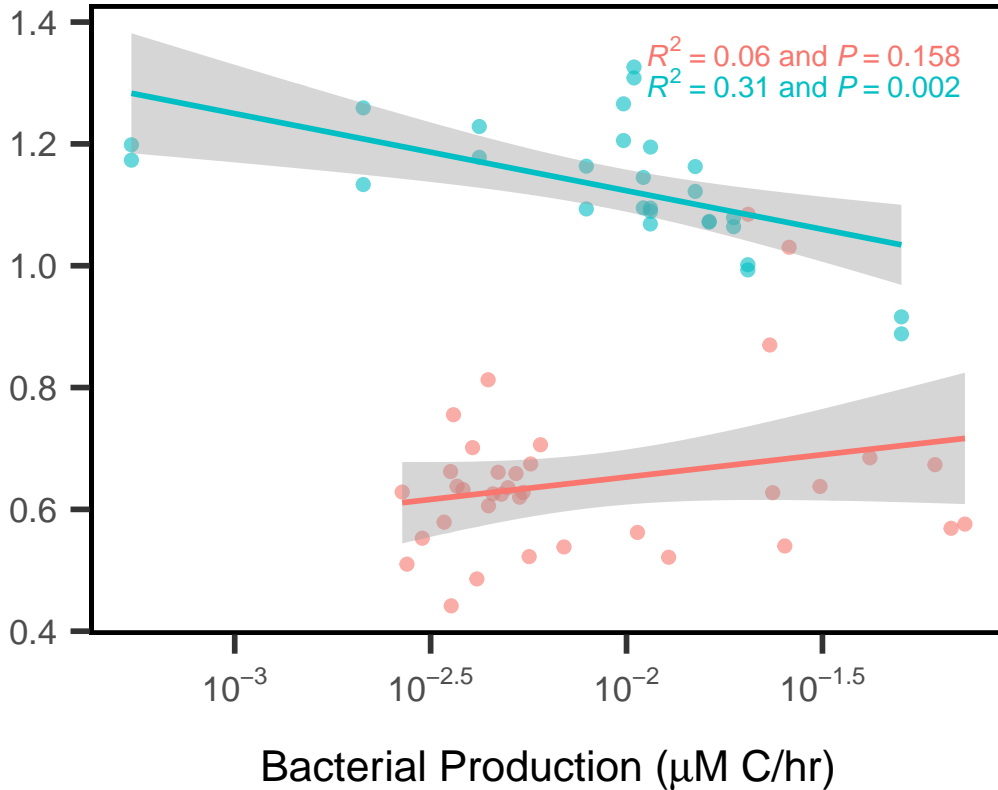 1.4
R² = 0.06 and P = 0.158
R² = 0.31 and P = 0.002
1.2
1.0
0.8
0.6
0.4
10⁻³ 10⁻²·⁵ 10⁻² 10⁻¹·⁵
Bacterial Production (μM C/hr)